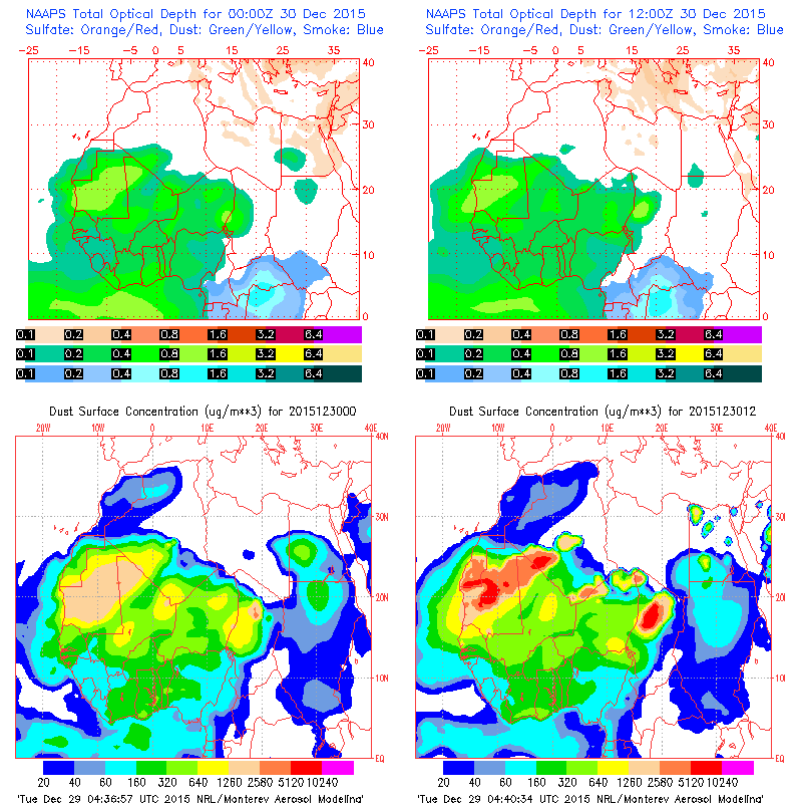 NAAPS Total Optical Depth for 00:00Z 30 Dec 2015
Sulfate: Orange/Red, Dust: Green/Yellow, Smoke: Blue
-25 -15 -5 5 15 25 35
40
30
20
10
0
0.1 0.2 0.4 0.8 1.6 3.2 6.4
0.1 0.2 0.4 0.8 1.6 3.2 6.4
0.1 0.2 0.4 0.8 1.6 3.2 6.4
NAAPS Total Optical Depth for 12:00Z 30 Dec 2015
Sulfate: Orange/Red, Dust: Green/Yellow, Smoke: Blue
-25 -15 -5 5 15 25 35
40
30
20
10
0
0.1 0.2 0.4 0.8 1.6 3.2 6.4
0.1 0.2 0.4 0.8 1.6 3.2 6.4
0.1 0.2 0.4 0.8 1.6 3.2 6.4
Dust Surface Concentration (ug/m**3) for 2015123000
20W 10W 0 10E 20E 30E
40N
30N
20N
10N
EQ
20 40 60 160 320 640 1260 2580 5120 10240
'Tue Dec 29 04:36:57 UTC 2015 NRL/Monterey Aerosol Modeling'
Dust Surface Concentration (ug/m**3) for 2015123012
20W 10W 0 10E 20E 30E
40
30
20
10
EQ
20 40 60 160 320 640 1260 2580 5120 10240
'Tue Dec 29 04:40:34 UTC 2015 NRL/Monterey Aerosol Modeling'